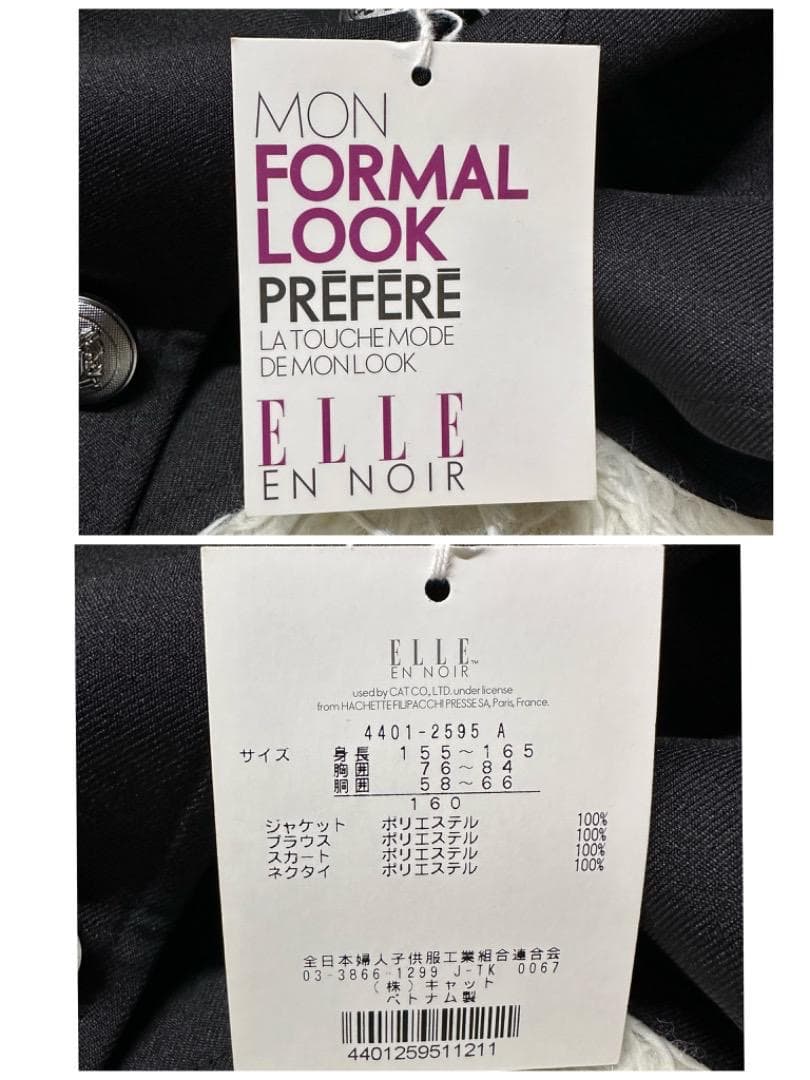 MON
FORMAL
LOOK
PRĒFĒRĒ
LA TOUCHE MODE
DE MON LOOK
ELLE
EN NOIR
ELLE™
EN NOIR
used by CAT CO., LTD. under license
from HACHETTE FILIPACCHI PRESSE SA, Paris, France.
4401-2595 A
サイズ 身長 155~165
胸囲 76~84
胴囲 58~66
160
ジャケット ポリエステル 100%
ブラウス ポリエステル 100%
スカート ポリエステル 100%
ネクタイ ポリエステル 100%
全日本婦人子供服工業組合連合会
03-3866-1299 J-TK 0067
(株)キャット
ベトナム製
4401259511211